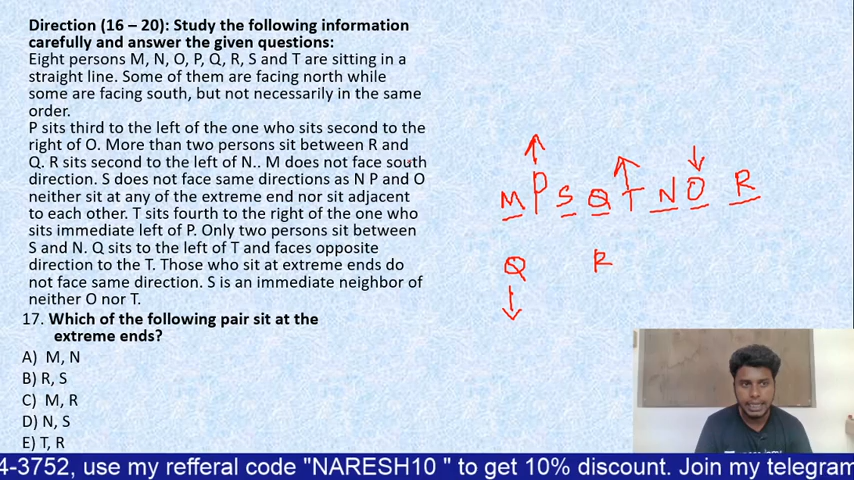 Direction (16 – 20): Study the following information
carefully and answer the given questions:
Eight persons M, N, O, P, Q, R, S and T are sitting in a
straight line. Some of them are facing north while
some are facing south, but not necessarily in the same
order.
P sits third to the left of the one who sits second to the
right of O. More than two persons sit between R and
Q. R sits second to the left of N.. M does not face south
direction. S does not face same directions as N P and O
neither sit at any of the extreme end nor sit adjacent
to each other. T sits fourth to the right of the one who
sits immediate left of P. Only two persons sit between
S and N. Q sits to the left of T and faces opposite
direction to the T. Those who sit at extreme ends do
not face same direction. S is an immediate neighbor of
neither O nor T.
17. Which of the following pair sit at the
extreme ends?
A) M, N
B) R, S
C) M, R
D) N, S
E) T, R
M P S Q T N O R
Q R
4-3752, use my refferal code "NARESH10 " to get 10% discount. Join my telegram